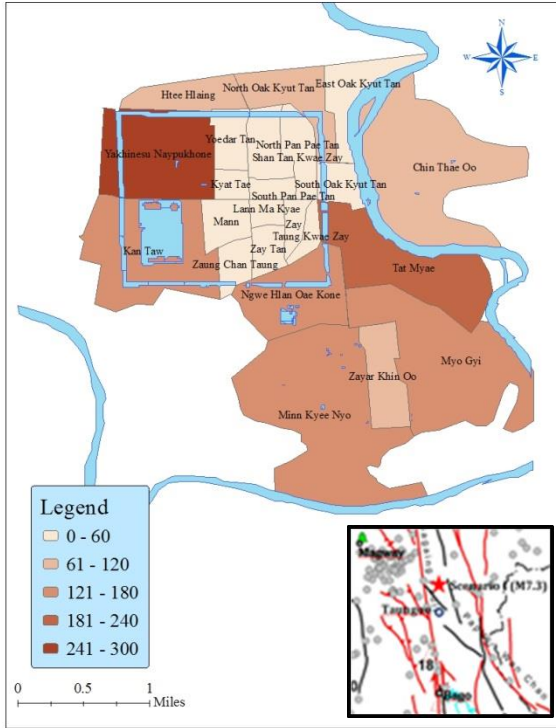 N
W E
S
Htee Hlaing
North Oak Kyut Tan
East Oak Kyut Tan
Yoedar Tan
North Pan Pae Tan
Yakhinesu Naypukhone
Shan Tan Kwae Zay
Chin Thae Oo
Kyat Tae
South Oak Kyut Tan
South Pan Pae Tan
Lann Ma Kyae
Mann
Zay
Taung Kwae Zay
Kan Taw
Zay Tan
Zaung Chan Taung
Tat Myae
Ngwe Hlan Oae Kone
Myo Gyi
Zayar Khin Oo
Minn Kyee Nyo
Legend
0 - 60
61 - 120
121 - 180
181 - 240
241 - 300
0 0.5 1
Miles
Magway
Scenario I (M7.3)
Taungoo
18
Bago